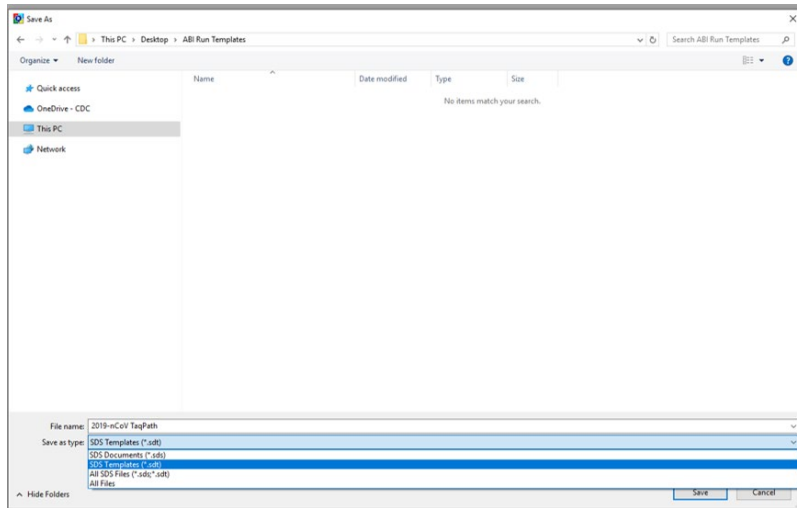 Save As
This PC > Desktop > ABI Run Templates
Search ABI Run Templates
Organize
New folder
Name
Date modified
Type
Size
Quick access
No items match your search.
OneDrive - CDC
This PC
Network
File name: 2019-nCoV TaqPath
Save as type: SDS Templates (*.sdt)
SDS Documents (*.sds)
SDS Templates (*.sdt)
All SDS Files (*.sds;*.sdt)
All Files
Hide Folders
Save
Cancel